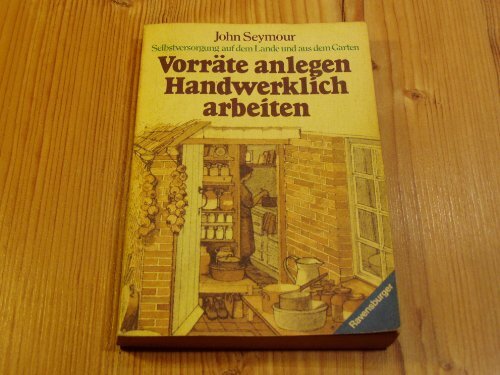 John Seymour
Selbstversorgung auf dem Lande und aus dem Garten
Vorräte anlegen
Handwerklich
arbeiten
Ravensburger